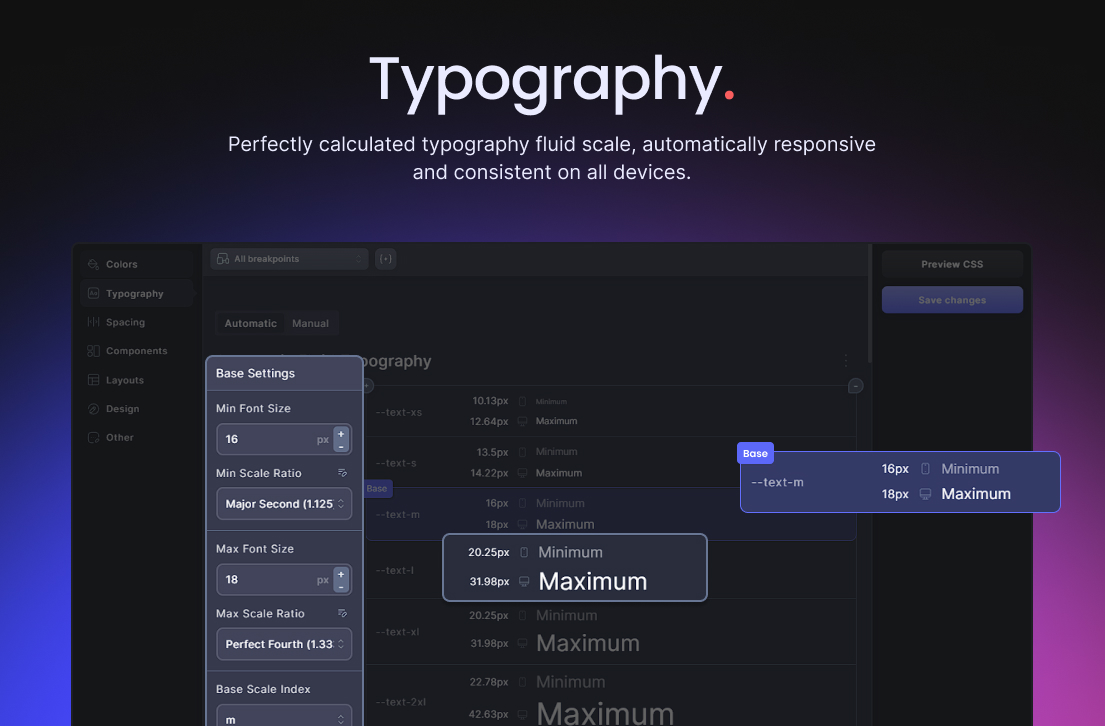 Typography.
Perfectly calculated typography fluid scale, automatically responsive
and consistent on all devices.
Colors
Typography
Spacing
Components
Layouts
Design
Other
All breakpoints
(+)
Automatic
Manual
pography
Preview CSS
Save changes
Base Settings
Min Font Size
16 px + -
Min Scale Ratio
Major Second (1.125
Max Font Size
18 px + -
Max Scale Ratio
Perfect Fourth (1.33
Base Scale Index
m
--text-xs
10.13px Minimum
12.64px Maximum
--text-s
13.5px Minimum
14.22px Maximum
Base
--text-m
16px Minimum
18px Maximum
Base
--text-m
16px Minimum
18px Maximum
--text-l
20.25px Minimum
31.98px Maximum
--text-xl
20.25px Minimum
31.98px Maximum
--text-2xl
22.78px Minimum
42.63px Maximum